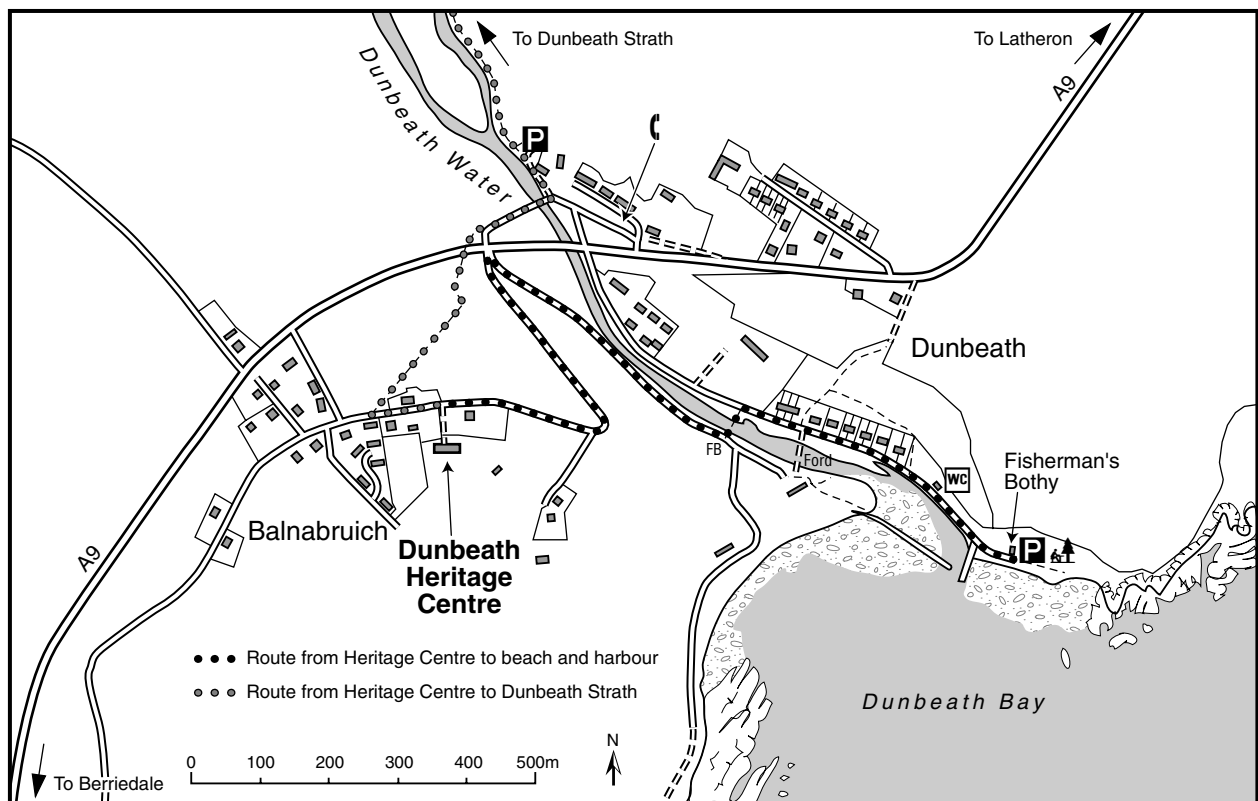 To Dunbeath Strath
To Latheron
A9
Dunbeath Water
P
Dunbeath
FB
Ford
WC
Fisherman's
Bothy
P
Balnabruich
Dunbeath
Heritage
Centre
A9
Route from Heritage Centre to beach and harbour
Route from Heritage Centre to Dunbeath Strath
Dunbeath Bay
N
0 100 200 300 400 500m
To Berriedale